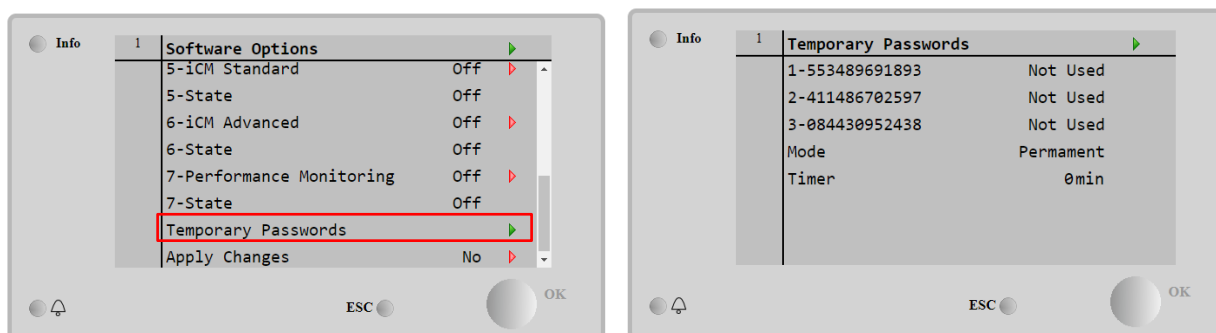 Info
1 Software Options
5-iCM Standard Off
5-State Off
6-iCM Advanced Off
6-State Off
7-Performance Monitoring Off
7-State Off
Temporary Passwords
Apply Changes No
ESC
OK
Info
1 Temporary Passwords
1-553489691893 Not Used
2-411486702597 Not Used
3-084430952438 Not Used
Mode Permament
Timer 0min
ESC
OK